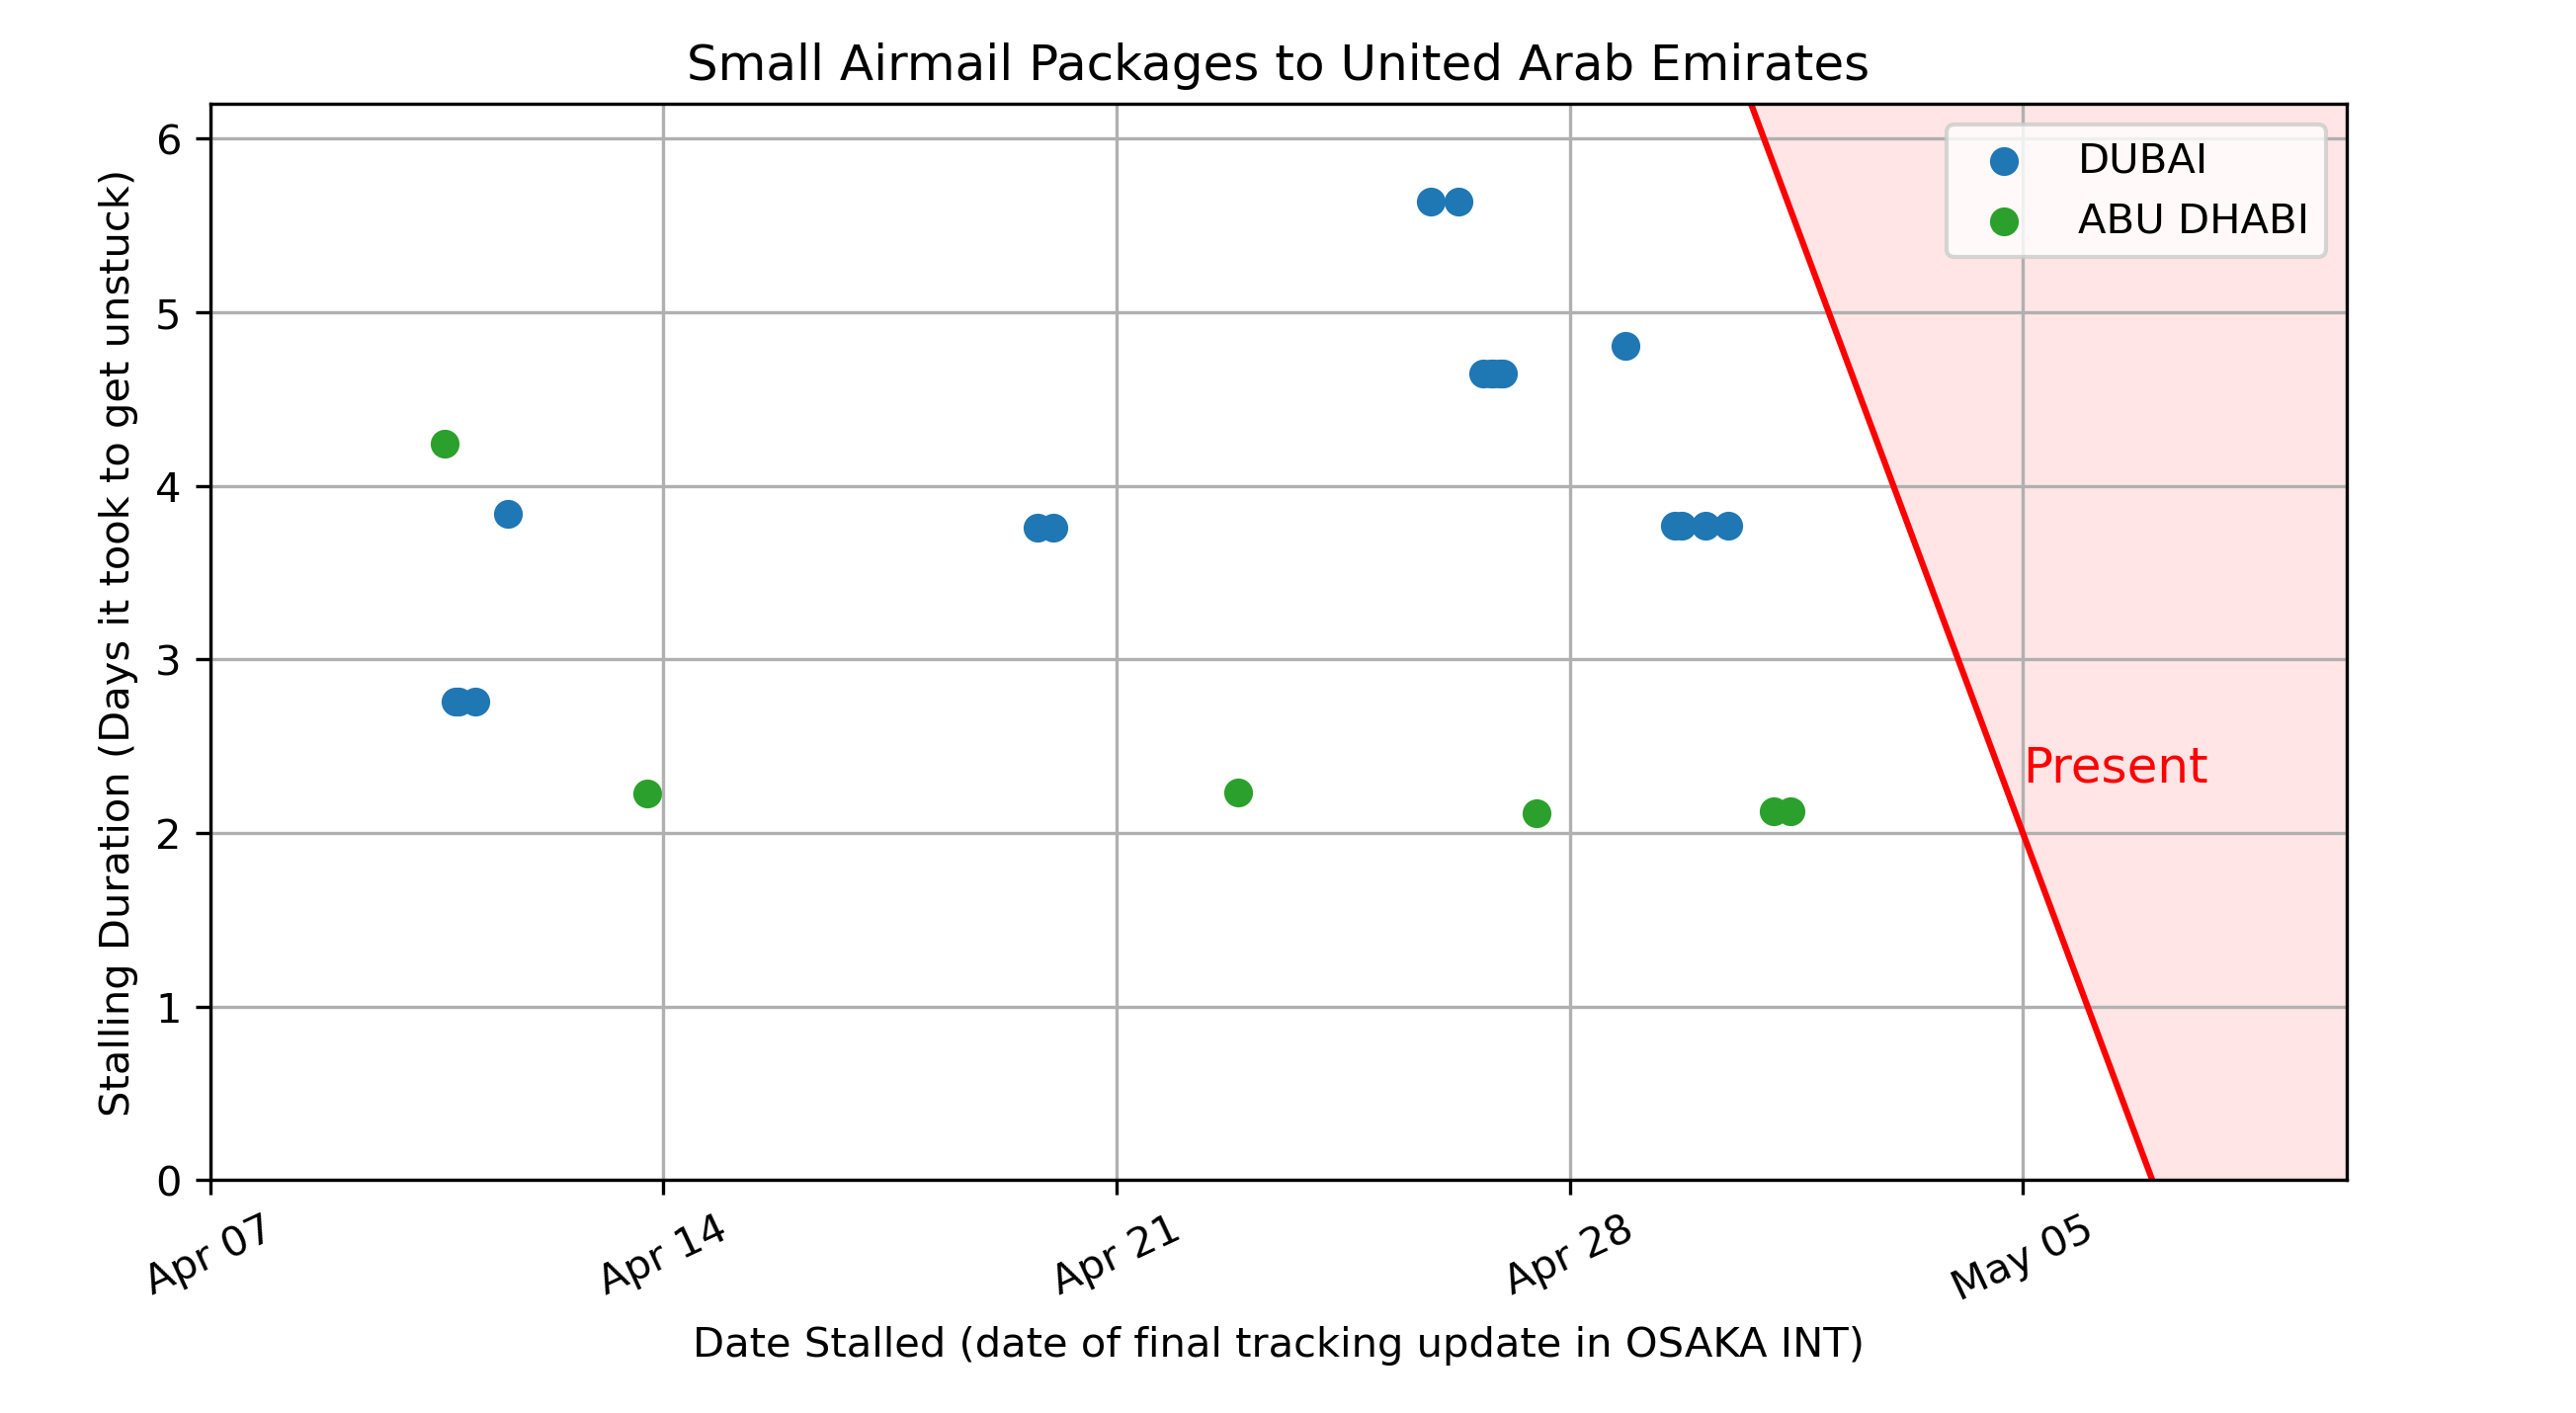 Small Airmail Packages to United Arab Emirates
DUBAI
ABU DHABI
Present
Stalling Duration (Days it took to get unstuck)
6
5
4
3
2
1
0
Apr 07
Apr 14
Apr 21
Apr 28
May 05
Date Stalled (date of final tracking update in OSAKA INT)